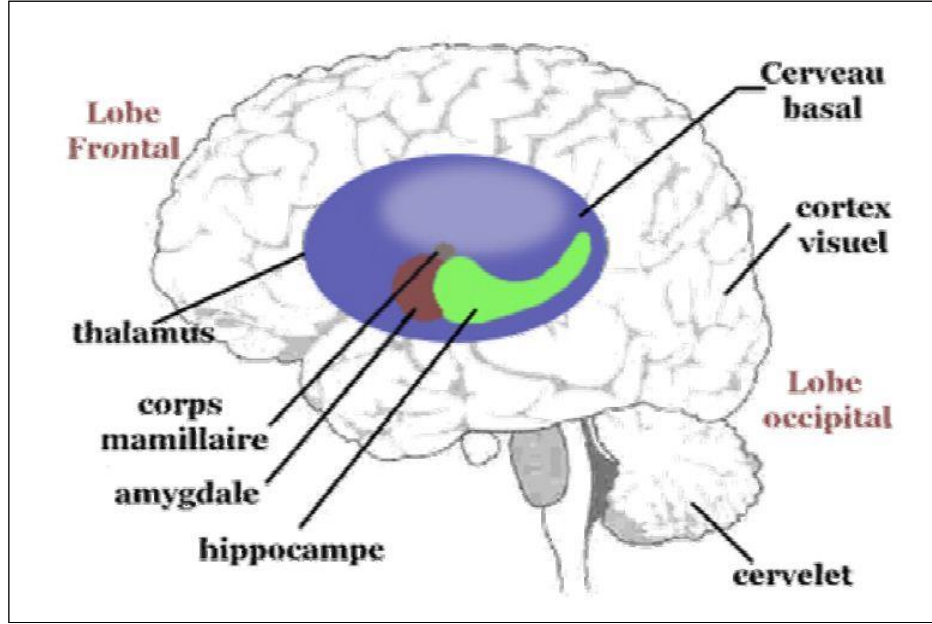 Cerveau
basal
Lobe
Frontal
cortex
visuel
thalamus
Lobe
occipital
corps
mamillaire
amygdale
hippocampe
cervelet